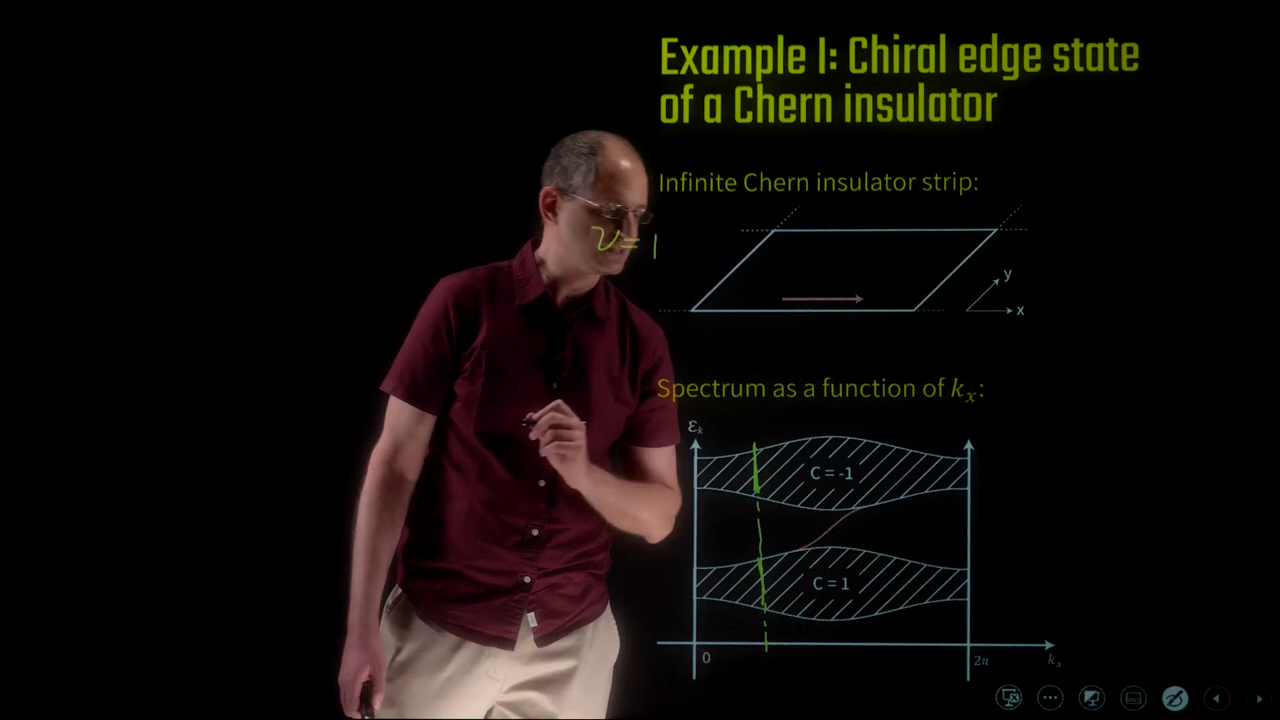 Example I: Chiral edge state
of a Chern insulator
Infinite Chern insulator strip:
ν = 1
y
x
Spectrum as a function of kₓ:
εₖ
C = -1
C = 1
0
2π
kₓ